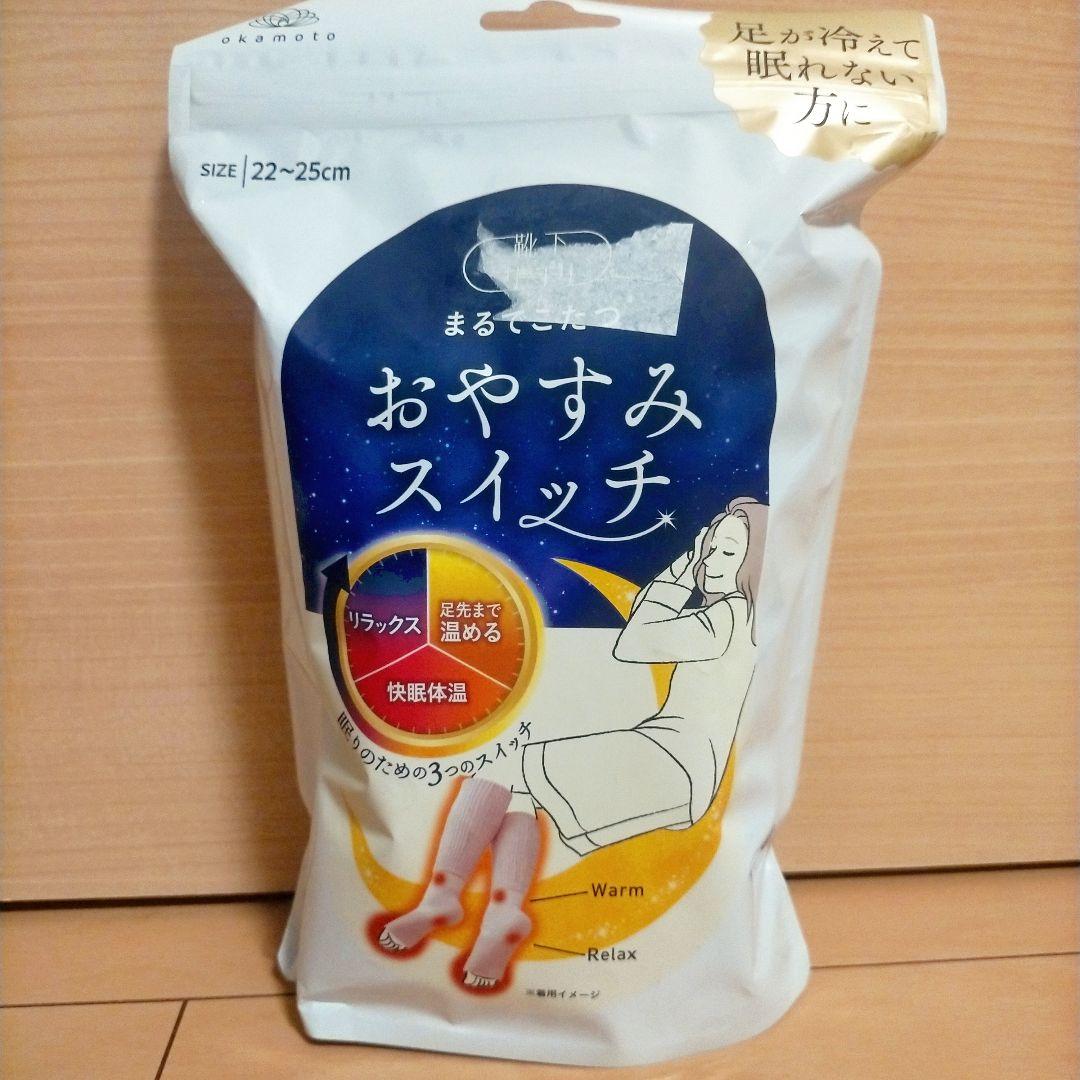 okamoto
足が冷えて
眠れない
方に
SIZE 22~25cm
靴下
まるでこたつ
おやすみ
スイッチ
リラックス
足先まで
温める
快眠体温
眠りのための3つのスイッチ
Warm
Relax
※着用イメージ